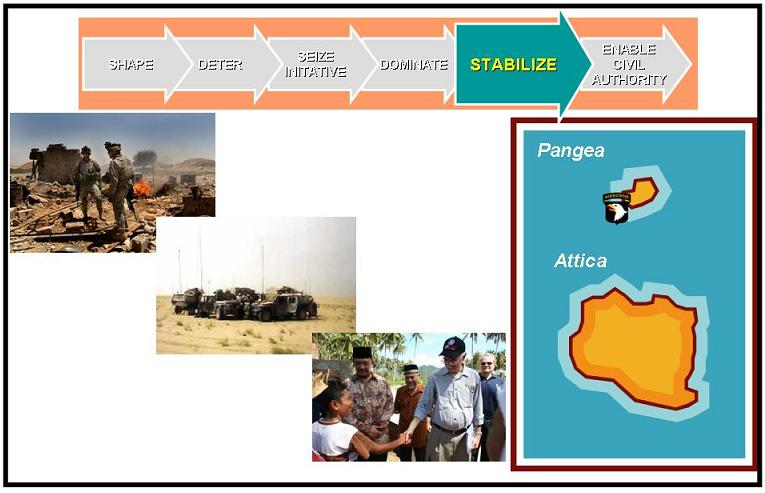 SHAPE
DETER
SEIZE
INITATIVE
DOMINATE
STABILIZE
ENABLE
CIVIL
AUTHORITY
Pangea
AIRBORNE
Attica